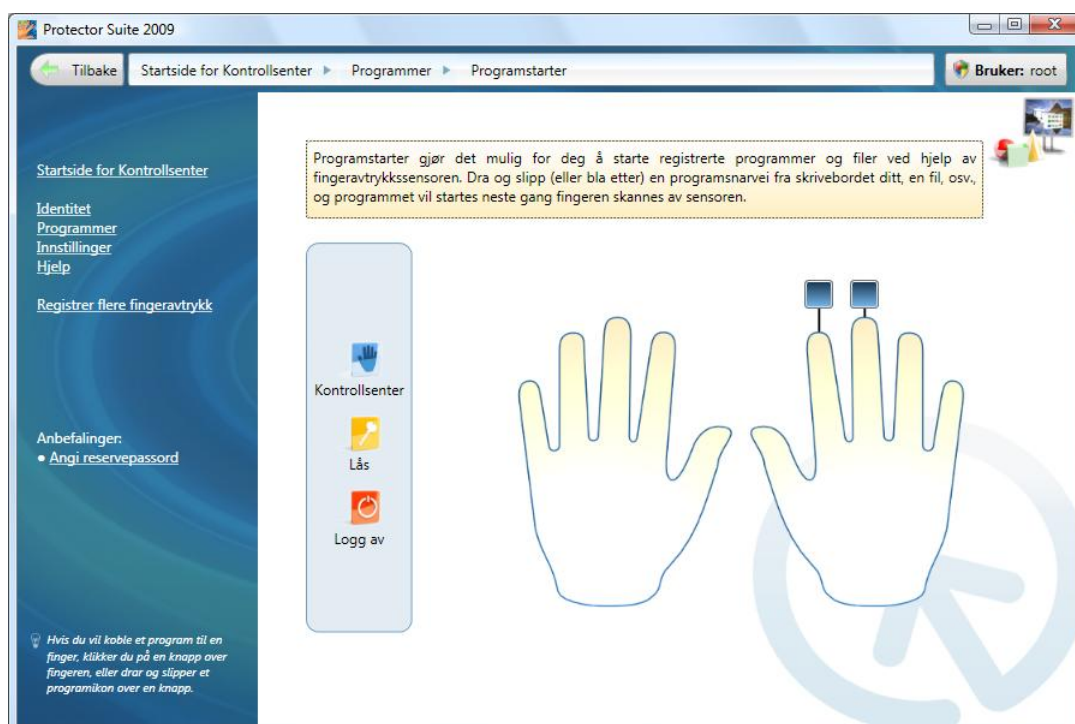 Protector Suite 2009
Tilbake
Startside for Kontrollsenter
Programmer
Programstarter
Bruker: root
Startside for Kontrollsenter
Identitet
Programmer
Innstillinger
Hjelp
Registrer flere fingeravtrykk
Anbefalinger:
● Angi reservepassord
Hvis du vil koble et program til en
finger, klikker du på en knapp over
fingeren, eller drar og slipper et
programikon over en knapp.
Programstarter gjør det mulig for deg å starte registrerte programmer og filer ved hjelp av
fingeravtrykkssensoren. Dra og slipp (eller bla etter) en programsnarvei fra skrivebordet ditt, en fil, osv.,
og programmet vil startes neste gang fingeren skannes av sensoren.
Kontrollsenter
Lås
Logg av